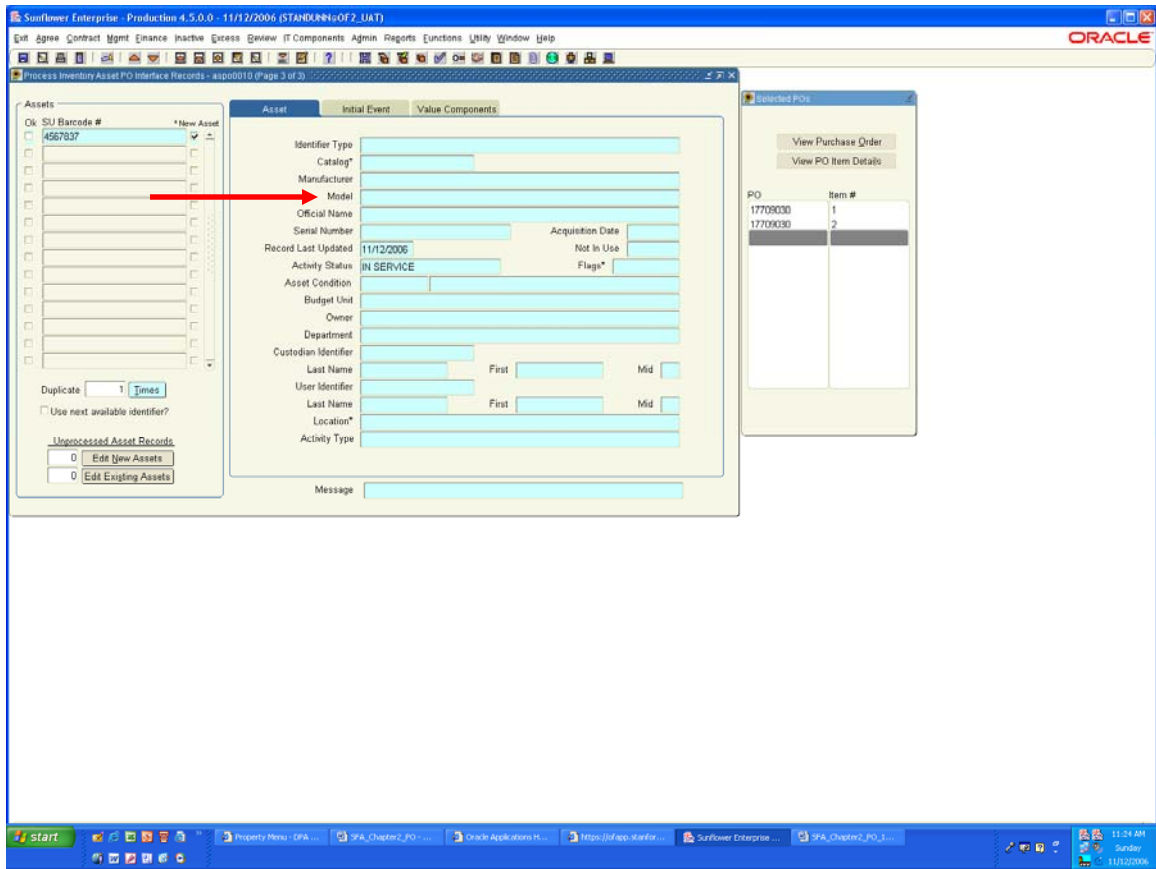 Sunflower Enterprise - Production 4.5.0.0 - 11/12/2006 (STANDUNN@OF2_UAT)
Exit Agree Contract Mgmt Finance Inactive Excess Review IT Components Admin Reports Functions Utility Window Help
ORACLE
Process Inventory Asset PO Interface Records - aspo0010 (Page 3 of 3)
Assets
Ok SU Barcode # *New Asset
4567837
Duplicate 1 Times
Use next available identifier?
Unprocessed Asset Records
0 Edit New Assets
0 Edit Existing Assets
Asset Initial Event Value Components
Identifier Type
Catalog*
Manufacturer
Model
Official Name
Serial Number Acquisition Date
Record Last Updated 11/12/2006 Not In Use
Activity Status IN SERVICE Flags*
Asset Condition
Budget Unit
Owner
Department
Custodian Identifier
Last Name First Mid
User Identifier
Last Name First Mid
Location*
Activity Type
Message
Selected POs
View Purchase Order
View PO Item Details
PO Item #
17709030 1
17709030 2
start
Property Menu - DPA ...
SPA_Chapter2_PO - ...
Oracle Applications H...
https://ofapp.stanfor...
Sunflower Enterprise ...
SPA_Chapter2_PO_1...
11:24 AM
Sunday
11/12/2006